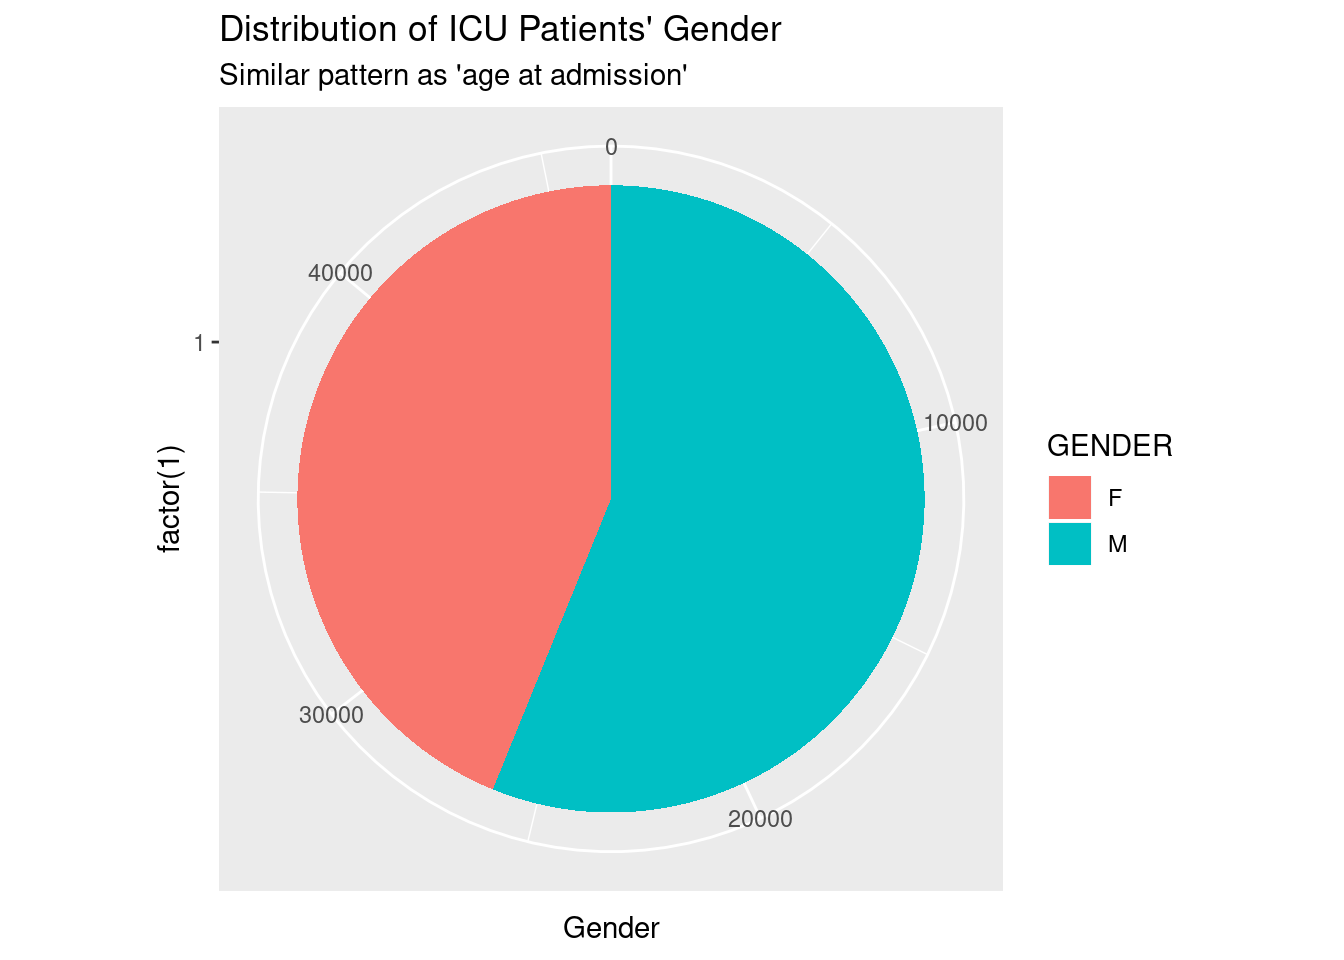 Distribution of ICU Patients' Gender
Similar pattern as 'age at admission'
0
10000
20000
30000
40000
1
factor(1)
Gender
GENDER
F
M